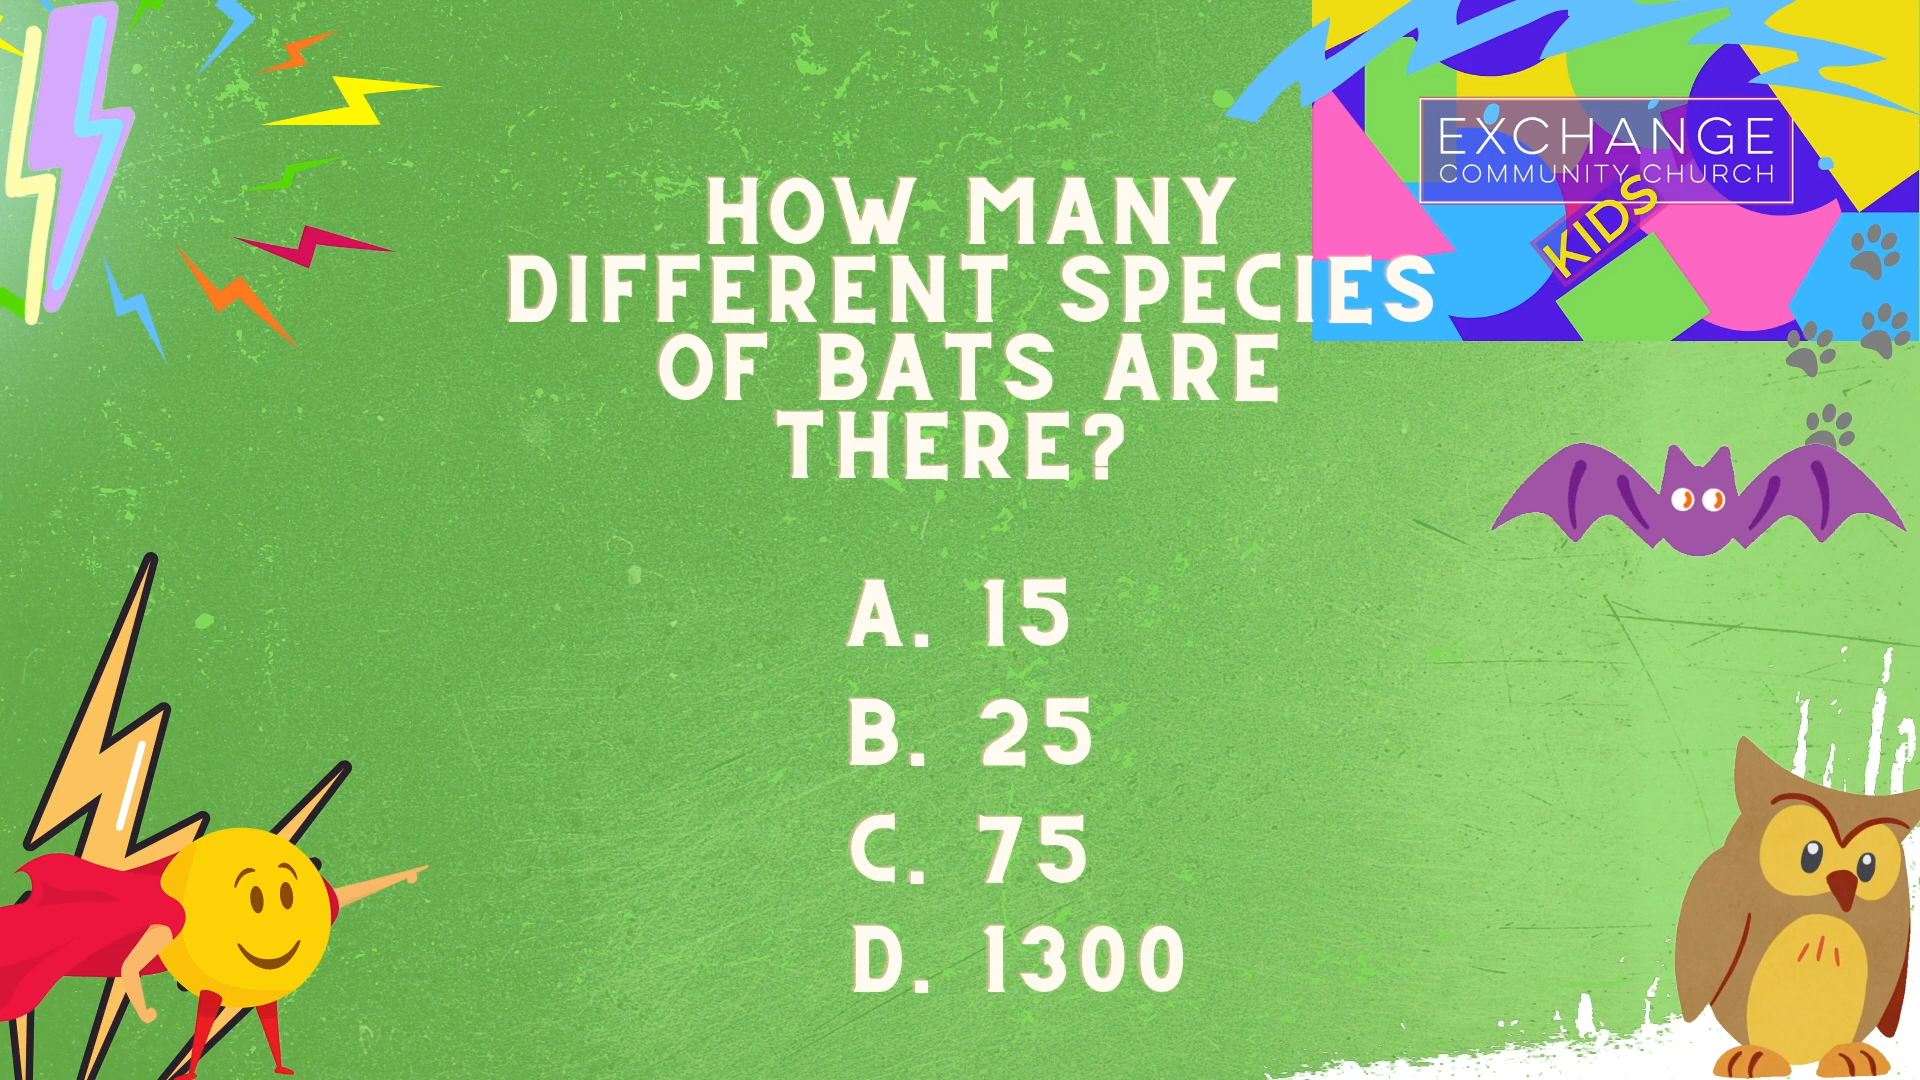 EXCHANGE
COMMUNITY CHURCH
KIDS
HOW MANY
DIFFERENT SPECIES
OF BATS ARE
THERE?
A. 15
B. 25
C. 75
D. 1300